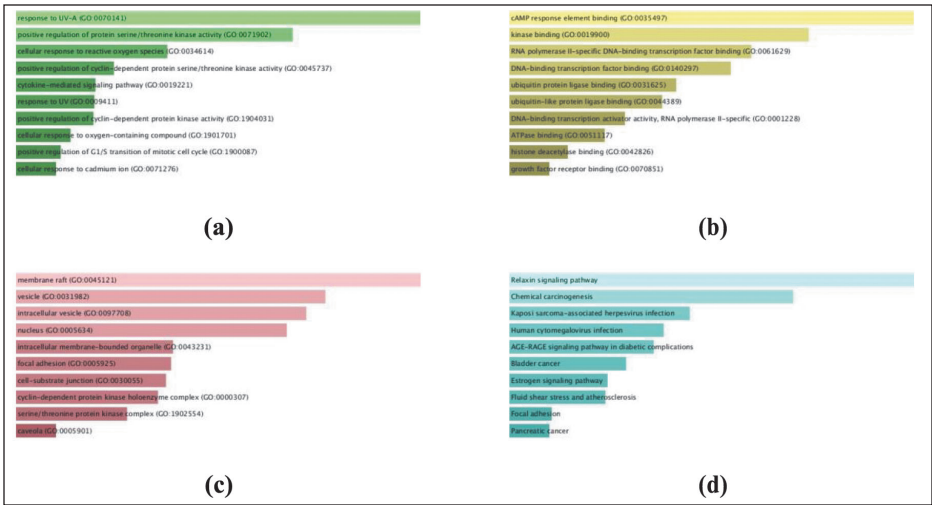 response to UV-A (GO:0070141)
positive regulation of protein serine/threonine kinase activity (GO:0071902)
cellular response to reactive oxygen species (GO:0034614)
positive regulation of cyclin-dependent protein serine/threonine kinase activity (GO:0045737)
cytokine-mediated signaling pathway (GO:0019221)
response to UV (GO:0009411)
positive regulation of cyclin-dependent protein kinase activity (GO:1904031)
cellular response to oxygen-containing compound (GO:1901701)
positive regulation of G1/S transition of mitotic cell cycle (GO:1900087)
cellular response to cadmium ion (GO:0071276)
(a)
cAMP response element binding (GO:0035497)
kinase binding (GO:0019900)
RNA polymerase II-specific DNA-binding transcription factor binding (GO:0061629)
DNA-binding transcription factor binding (GO:0140297)
ubiquitin protein ligase binding (GO:0031625)
ubiquitin-like protein ligase binding (GO:0044389)
DNA-binding transcription activator activity, RNA polymerase II-specific (GO:0001228)
ATPase binding (GO:0051117)
histone deacetylase binding (GO:0042826)
growth factor receptor binding (GO:0070851)
(b)
membrane raft (GO:0045121)
vesicle (GO:0031982)
intracellular vesicle (GO:0097708)
nucleus (GO:0005634)
intracellular membrane-bounded organelle (GO:0043231)
focal adhesion (GO:0005925)
cell-substrate junction (GO:0030055)
cyclin-dependent protein kinase holoenzyme complex (GO:0000307)
serine/threonine protein kinase complex (GO:1902554)
caveola (GO:0005901)
(c)
Relaxin signaling pathway
Chemical carcinogenesis
Kaposi sarcoma-associated herpesvirus infection
Human cytomegalovirus infection
AGE-RAGE signaling pathway in diabetic complications
Bladder cancer
Estrogen signaling pathway
Fluid shear stress and atherosclerosis
Focal adhesion
Pancreatic cancer
(d)